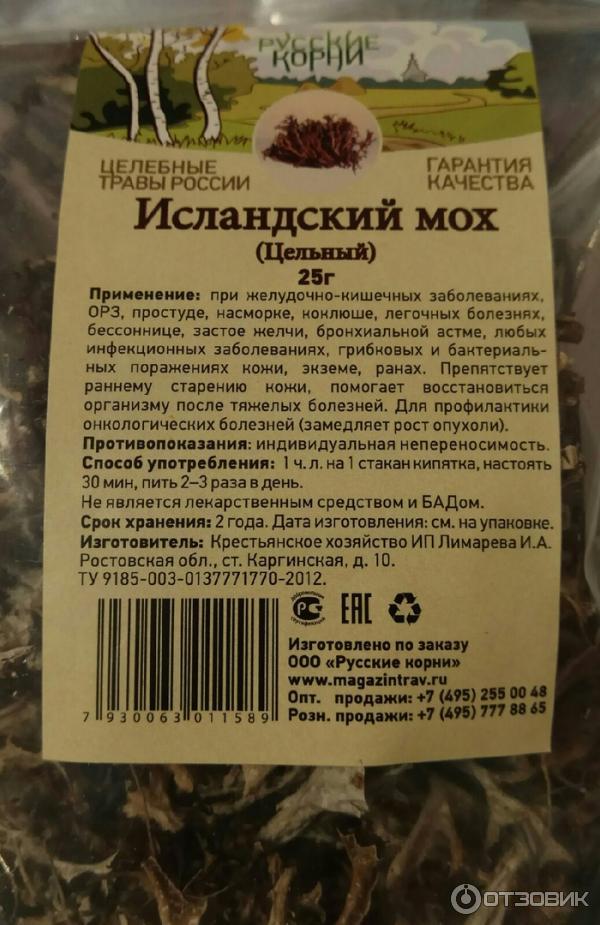 РУССКИЕ
КОРНИ
ЦЕЛЕБНЫЕ
ТРАВЫ РОССИИ
ГАРАНТИЯ
КАЧЕСТВА
Исландский мох
(Цельный)
25г
Применение: при желудочно-кишечных заболеваниях,
ОРЗ, простуде, насморке, коклюше, легочных болезнях,
бессоннице, застое желчи, бронхиальной астме, любых
инфекционных заболеваниях, грибковых и бактериаль-
ных поражениях кожи, экземе, ранах. Препятствует
раннему старению кожи, помогает восстановиться
организму после тяжелых болезней. Для профилактики
онкологических болезней (замедляет рост опухоли).
Противопоказания: индивидуальная непереносимость.
Способ употребления: 1 ч. л. на 1 стакан кипятка, настоять
30 мин, пить 2–3 раза в день.
Не является лекарственным средством и БАДом.
Срок хранения: 2 года. Дата изготовления: см. на упаковке.
Изготовитель: Крестьянское хозяйство ИП Лимарева И.А.
Ростовская обл., ст. Каргинская, д. 10.
ТУ 9185-003-0137771770-2012.
7 930063 011589
добровольная
сертификация
ЕАС
Изготовлено по заказу
ООО «Русские корни»
www.magazintrav.ru
Опт. продажи: +7 (495) 255 00 48
Розн. продажи: +7 (495) 777 88 65
ОТЗОВИК